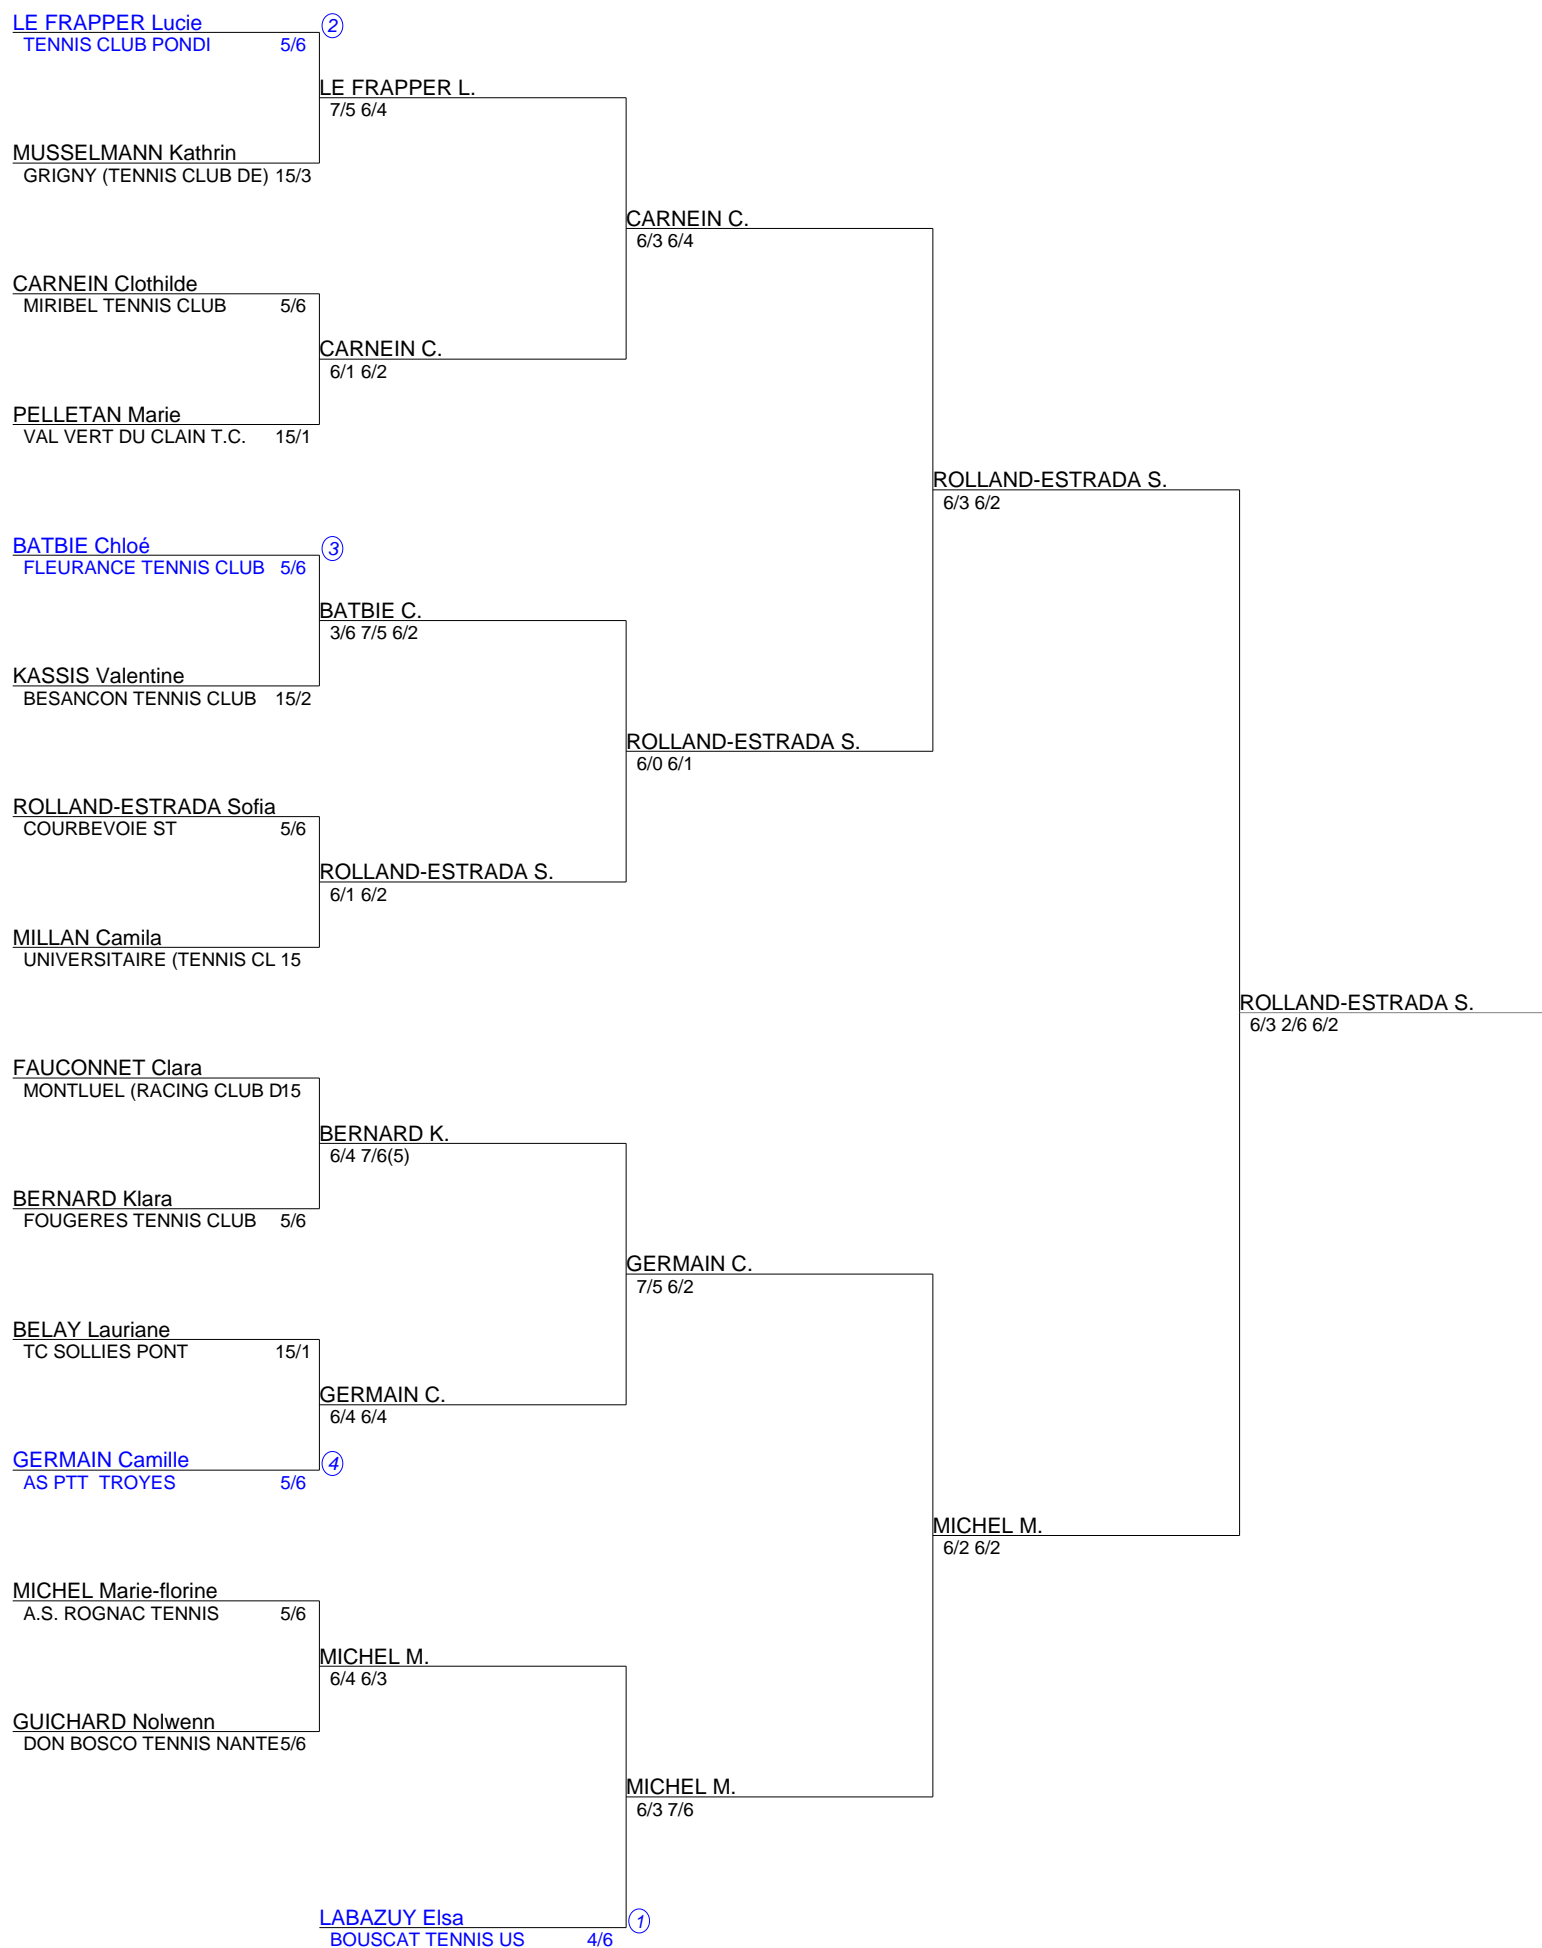 LE FRAPPER Lucie 2
TENNIS CLUB PONDI 5/6
LE FRAPPER L.
7/5 6/4
MUSSELMANN Kathrin
GRIGNY (TENNIS CLUB DE) 15/3
CARNEIN C.
6/3 6/4
CARNEIN Clothilde
MIRIBEL TENNIS CLUB 5/6
CARNEIN C.
6/1 6/2
PELLETAN Marie
VAL VERT DU CLAIN T.C. 15/1
ROLLAND-ESTRADA S.
6/3 6/2
BATBIE Chloé 3
FLEURANCE TENNIS CLUB 5/6
BATBIE C.
3/6 7/5 6/2
KASSIS Valentine
BESANCON TENNIS CLUB 15/2
ROLLAND-ESTRADA S.
6/0 6/1
ROLLAND-ESTRADA Sofia
COURBEVOIE ST 5/6
ROLLAND-ESTRADA S.
6/1 6/2
MILLAN Camila
UNIVERSITAIRE (TENNIS CL 15
ROLLAND-ESTRADA S.
6/3 2/6 6/2
FAUCONNET Clara
MONTLUEL (RACING CLUB D15
BERNARD K.
6/4 7/6(5)
BERNARD Klara
FOUGERES TENNIS CLUB 5/6
GERMAIN C.
7/5 6/2
BELAY Lauriane
TC SOLLIES PONT 15/1
GERMAIN C.
6/4 6/4
GERMAIN Camille 4
AS PTT  TROYES 5/6
MICHEL M.
6/2 6/2
MICHEL Marie-florine
A.S. ROGNAC TENNIS 5/6
MICHEL M.
6/4 6/3
GUICHARD Nolwenn
DON BOSCO TENNIS NANTE5/6
MICHEL M.
6/3 7/6
LABAZUY Elsa 1
BOUSCAT TENNIS US 4/6